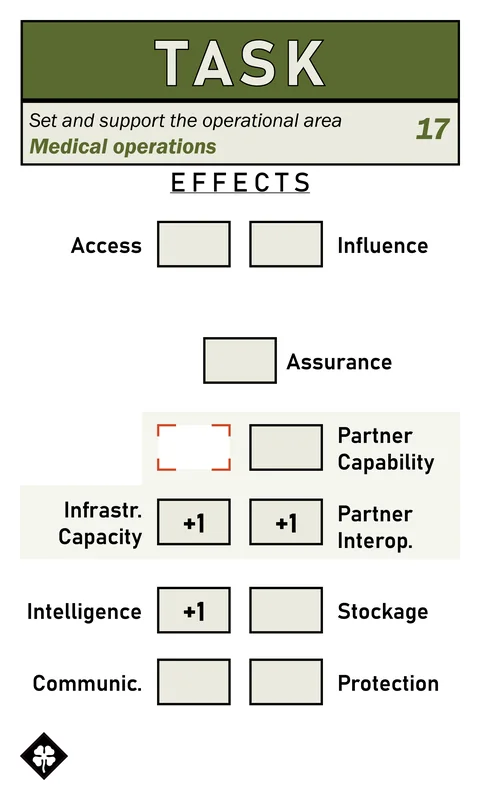 TASK
Set and support the operational area
Medical operations
17
EFFECTS
Access
Influence
Assurance
Partner
Capability
Infrastr.
Capacity
+1
+1
Partner
Interop.
Intelligence
+1
Stockage
Communic.
Protection